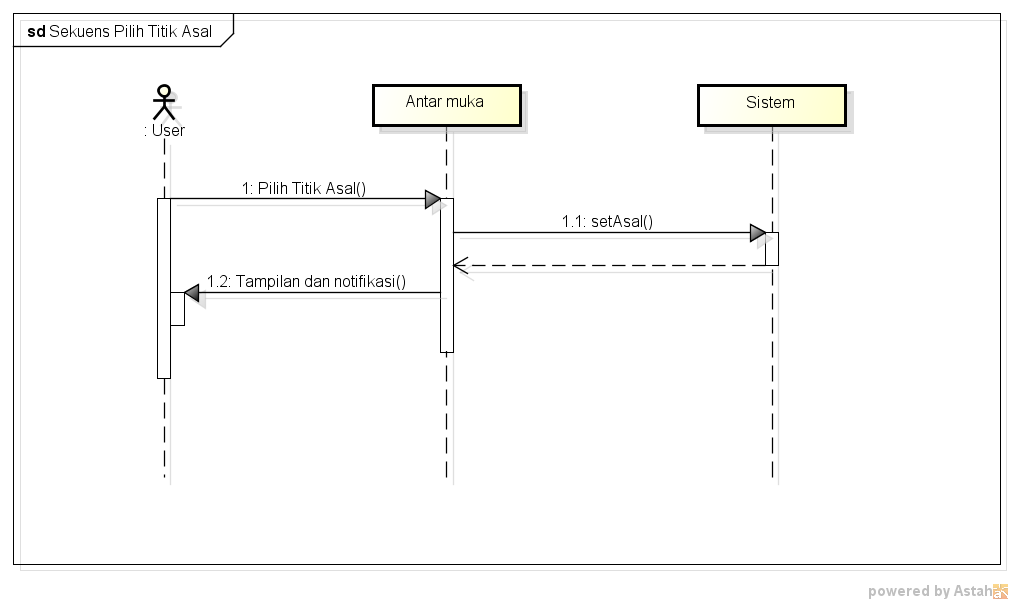 sd Sekuens Pilih Titik Asal
: User
Antar muka
Sistem
1: Pilih Titik Asal()
1.1: setAsal()
1.2: Tampilan dan notifikasi()
powered by Astah